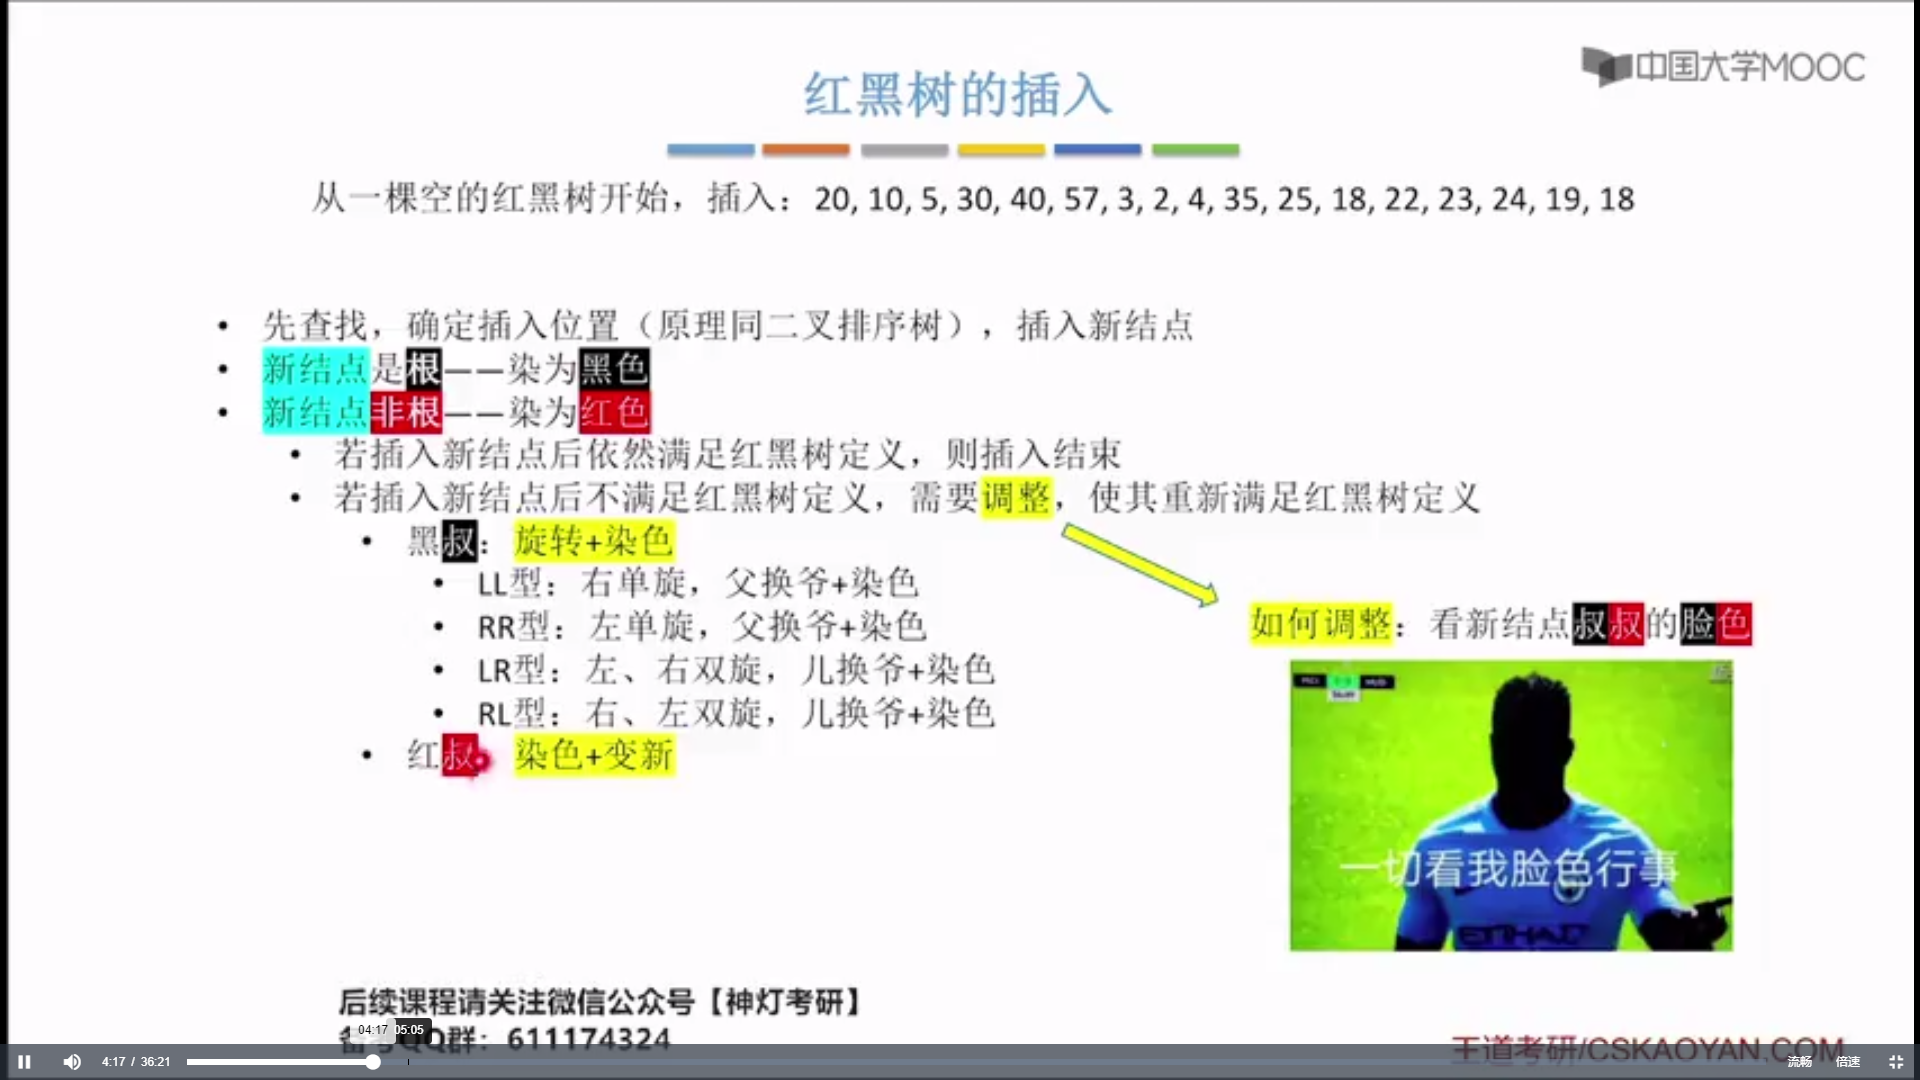 中国大学MOOC
红黑树的插入
从一棵空的红黑树开始，插入：20, 10, 5, 30, 40, 57, 3, 2, 4, 35, 25, 18, 22, 23, 24, 19, 18
• 先查找，确定插入位置（原理同二叉排序树），插入新结点
• 新结点是根——染为黑色
• 新结点非根——染为红色
• 若插入新结点后依然满足红黑树定义，则插入结束
• 若插入新结点后不满足红黑树定义，需要调整，使其重新满足红黑树定义
• 黑叔：旋转+染色
• LL型：右单旋，父换爷+染色
• RR型：左单旋，父换爷+染色
• LR型：左、右双旋，儿换爷+染色
• RL型：右、左双旋，儿换爷+染色
• 红叔 染色+变新
如何调整：看新结点叔叔的脸色
一切看我脸色行事
后续课程请关注微信公众号【神灯考研】
QQ群：611174324
王道考研/CSKAOYAN.COM
04:17
05:05
4:17 / 36:21
流畅 倍速